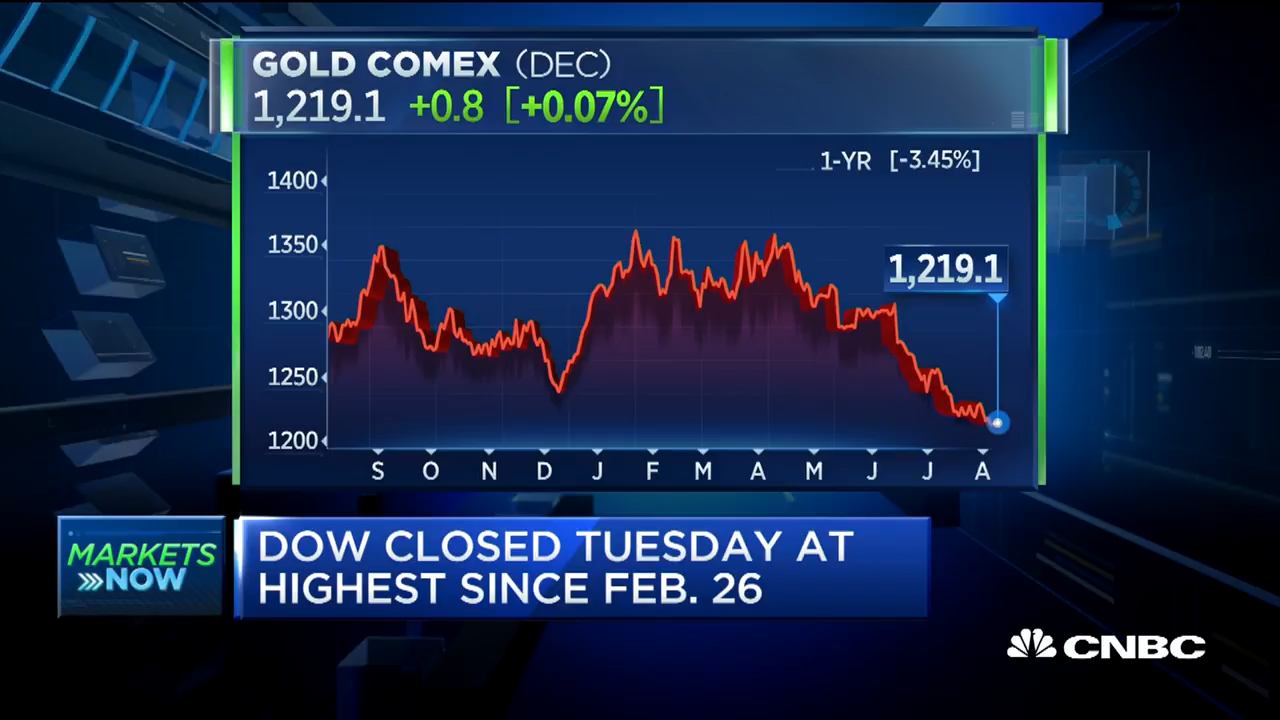 GOLD COMEX (DEC)
1,219.1 +0.8 [+0.07%]
1-YR [-3.45%]
1400
1350
1300
1250
1200
1,219.1
S O N D J F M A M J J A
MARKETS
NOW
DOW CLOSED TUESDAY AT
HIGHEST SINCE FEB. 26
CNBC